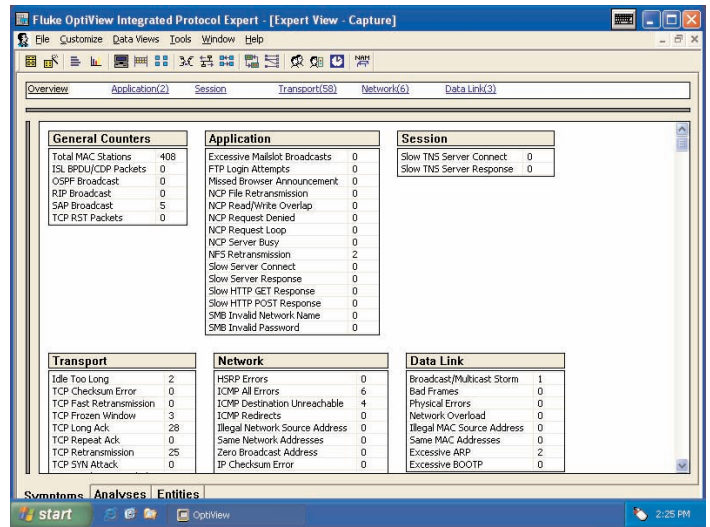 Fluke OptiView Integrated Protocol Expert - [Expert View - Capture]
File Customize Data Views Tools Window Help
NAM
Overview Application(2) Session Transport(58) Network(6) Data Link(3)
General Counters
Total MAC Stations 408
ISL BPDU/CDP Packets 0
OSPF Broadcast 0
RIP Broadcast 0
SAP Broadcast 5
TCP RST Packets 0
Application
Excessive Mailslot Broadcasts 0
FTP Login Attempts 0
Missed Browser Announcement 0
NCP File Retransmission 0
NCP Read/Write Overlap 0
NCP Request Denied 0
NCP Request Loop 0
NCP Server Busy 0
NFS Retransmission 2
Slow Server Connect 0
Slow Server Response 0
Slow HTTP GET Response 0
Slow HTTP POST Response 0
SMB Invalid Network Name 0
SMB Invalid Password 0
Session
Slow TNS Server Connect 0
Slow TNS Server Response 0
Transport
Idle Too Long 2
TCP Checksum Error 0
TCP Fast Retransmission 0
TCP Frozen Window 3
TCP Long Ack 28
TCP Repeat Ack 0
TCP Retransmission 25
TCP SYN Attack 0
Network
HSRP Errors 0
ICMP All Errors 6
ICMP Destination Unreachable 4
ICMP Redirects 0
Illegal Network Source Address 0
Same Network Addresses 0
Zero Broadcast Address 0
IP Checksum Error 0
Data Link
Broadcast/Multicast Storm 1
Bad Frames 0
Physical Errors 0
Network Overload 0
Illegal MAC Source Address 0
Same MAC Addresses 0
Excessive ARP 2
Excessive BOOTP 0
Symptoms Analyses Entities
start OptiView 2:25 PM